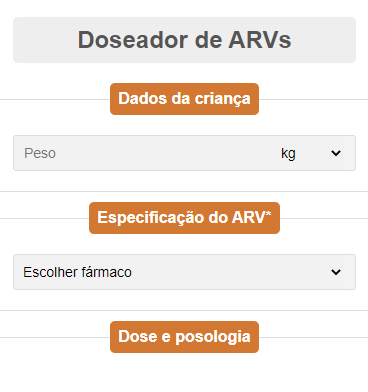 Doseador de ARVs
Dados da criança
Peso kg
Especificação do ARV*
Escolher fármaco
Dose e posologia